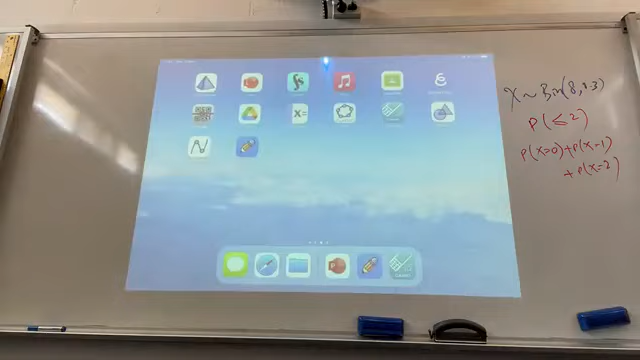 X ~ Bin(8, 0.3)
P(≤2)
P(X=0)+P(X=1)
+P(X=2)